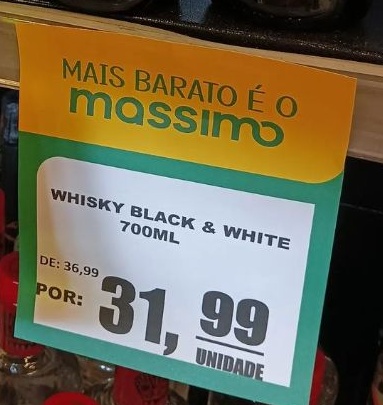 MAIS BARATO É O
massimo
WHISKY BLACK & WHITE
700ML
DE: 36,99
POR: 31,99
UNIDADE